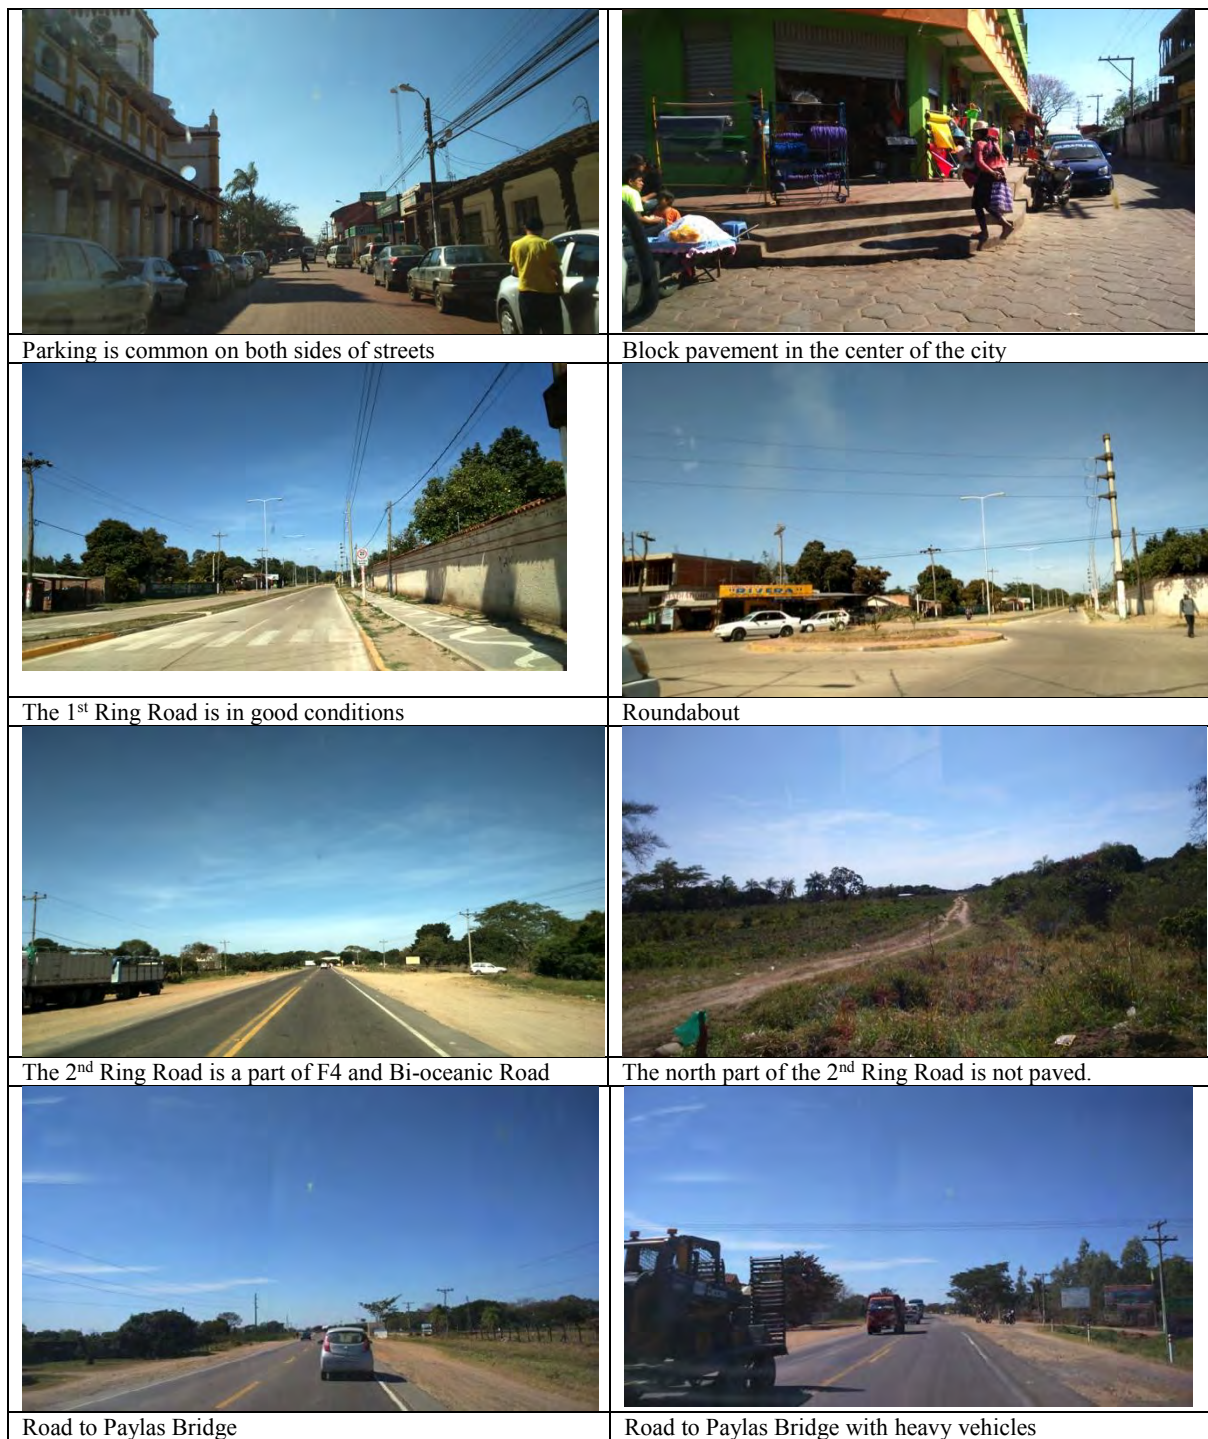 Parking is common on both sides of streets
Block pavement in the center of the city
"RIVERA"
The 1st Ring Road is in good conditions
Roundabout
The 2nd Ring Road is a part of F4 and Bi-oceanic Road
The north part of the 2nd Ring Road is not paved.
Road to Paylas Bridge
Road to Paylas Bridge with heavy vehicles